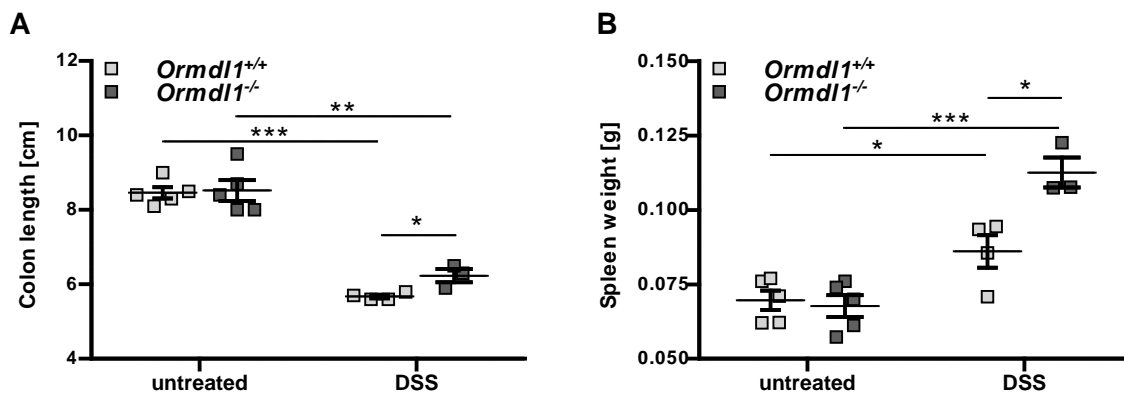 A
Colon length [cm]
12
10
8
6
4
Ormdl1+/+
Ormdl1-/-
**
***
*
untreated
DSS
B
Spleen weight [g]
0.150
0.125
0.100
0.075
0.050
Ormdl1+/+
Ormdl1-/-
*
***
*
untreated
DSS